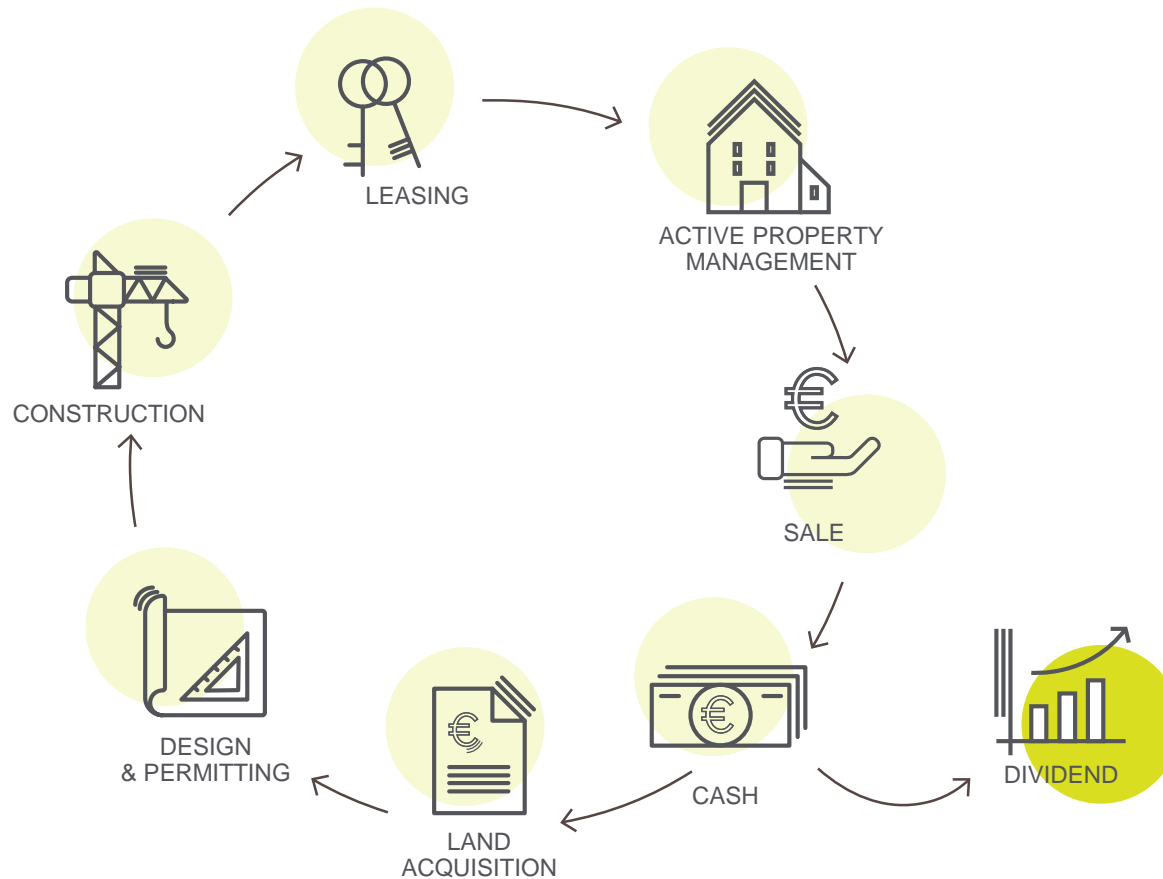 LEASING
ACTIVE PROPERTY
MANAGEMENT
CONSTRUCTION
€
SALE
DESIGN
& PERMITTING
€
LAND
ACQUISITION
€
CASH
DIVIDEND